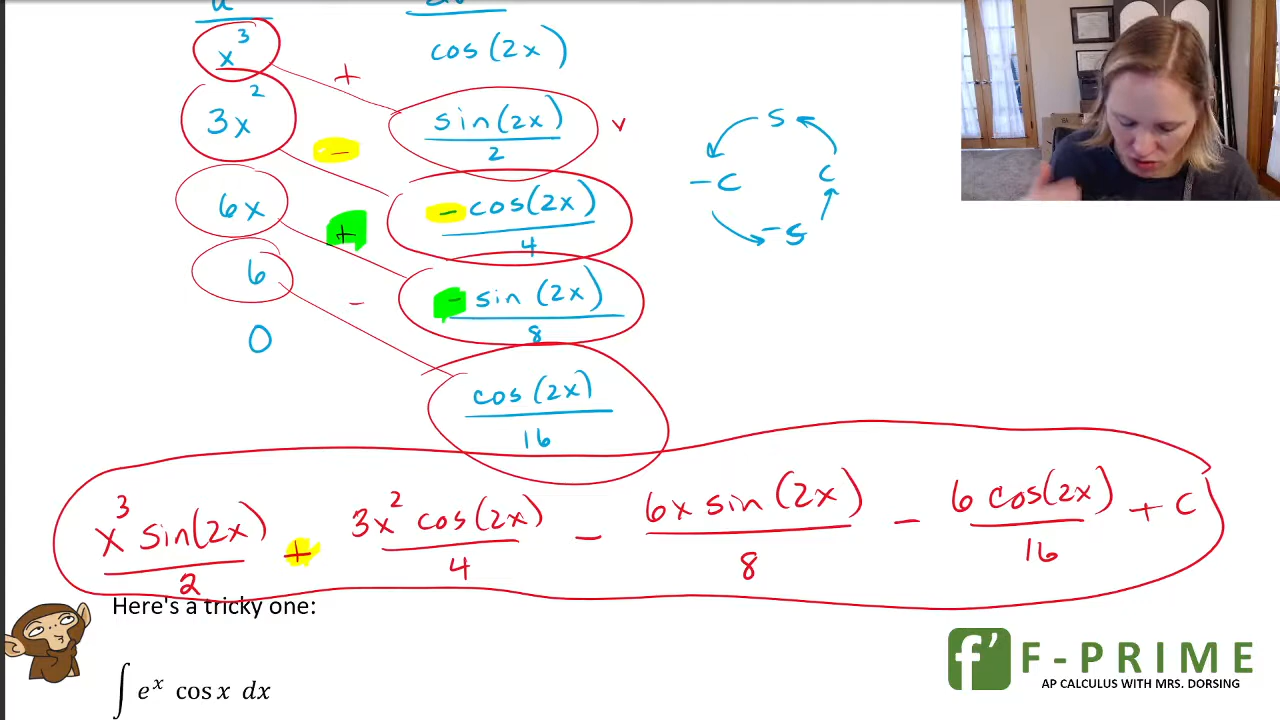 u dv
x³ cos(2x)
+
3x² sin(2x)/2
−
6x −cos(2x)/4
+
6 −sin(2x)/8
−
0 cos(2x)/16
S
−C C
−S
x³ sin(2x)/2 + 3x² cos(2x)/4 − 6x sin(2x)/8 − 6 cos(2x)/16 + C
Here's a tricky one:
∫ eˣ cos x dx
f' F-PRIME
AP CALCULUS WITH MRS. DORSING